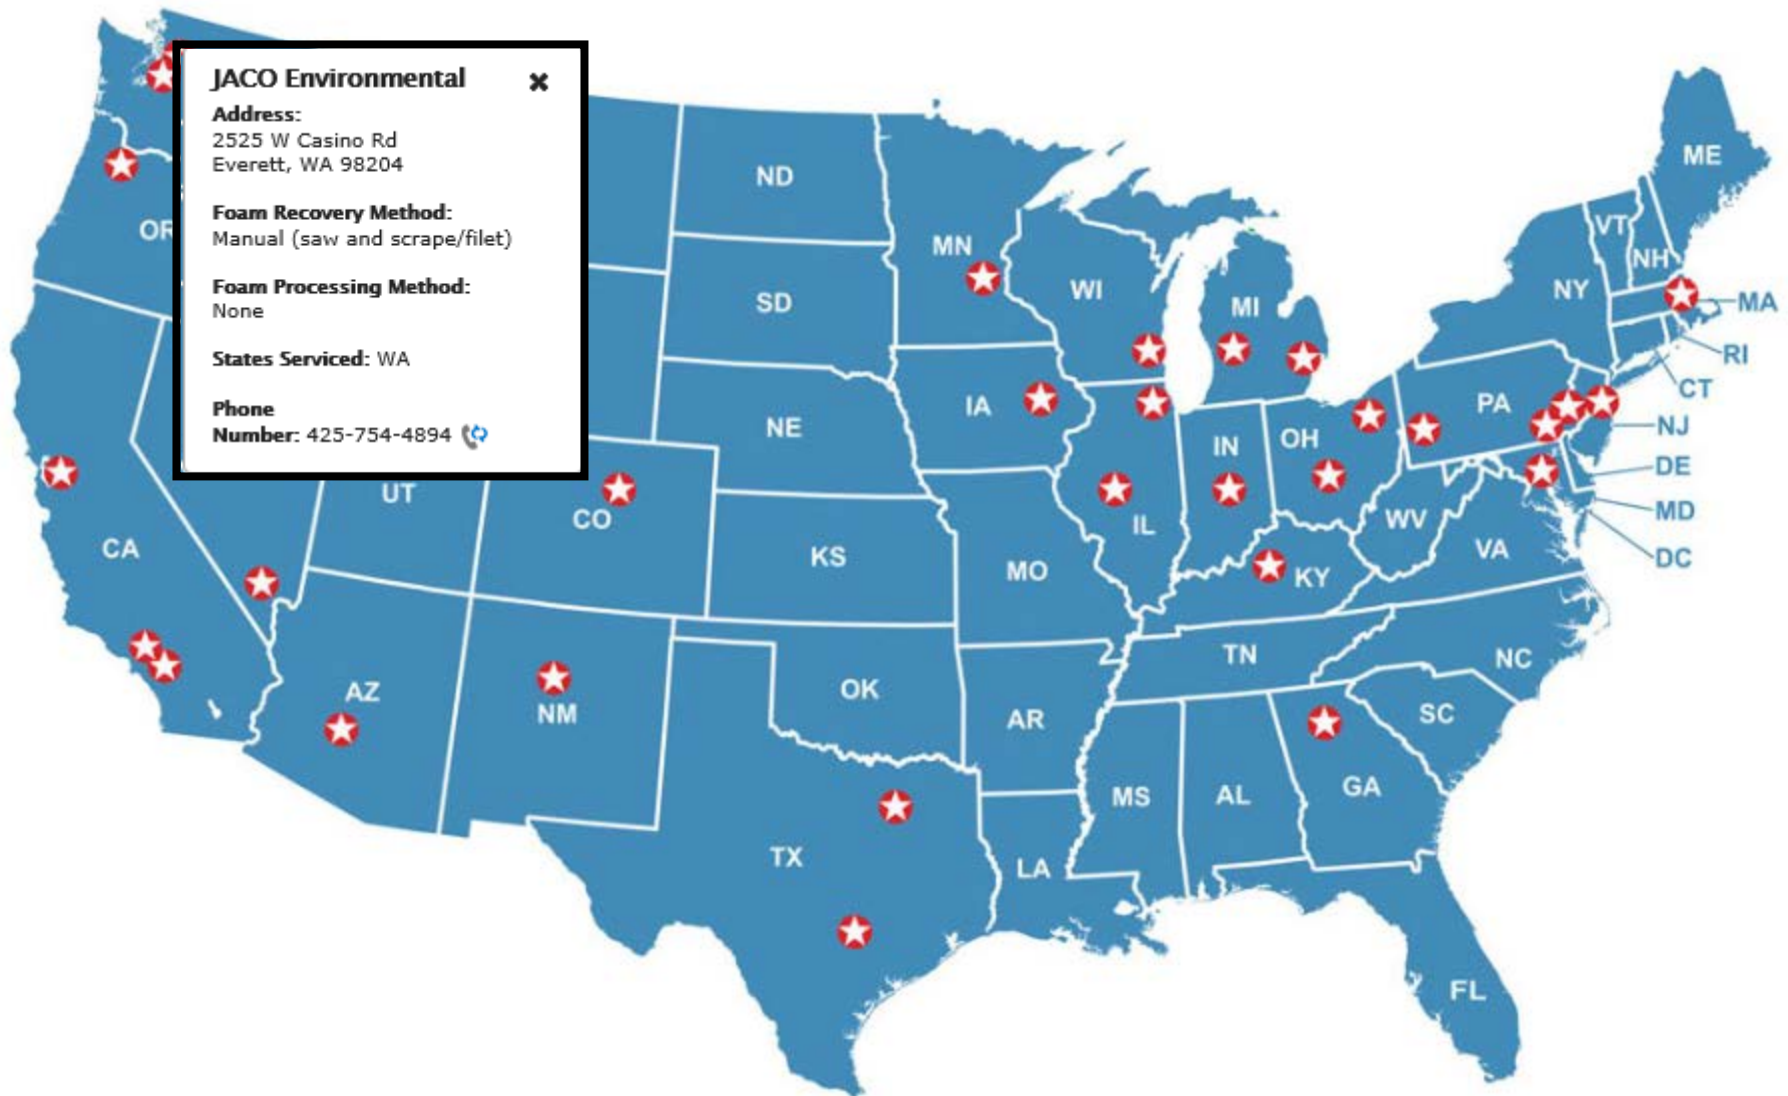 JACO Environmental ✖
Address:
2525 W Casino Rd
Everett, WA 98204
Foam Recovery Method:
Manual (saw and scrape/filet)
Foam Processing Method:
None
States Serviced: WA
Phone
Number: 425-754-4894
OR
CA
UT
AZ
CO
NM
ND
SD
NE
KS
OK
TX
MN
IA
MO
AR
LA
WI
IL
MI
IN
OH
KY
TN
MS
AL
GA
FL
SC
NC
VA
WV
PA
NY
VT
NH
ME
MA
RI
CT
NJ
DE
MD
DC